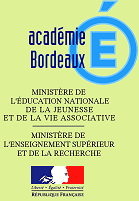 académie
Bordeaux
é
MINISTÈRE DE
L'ÉDUCATION NATIONALE
DE LA JEUNESSE
ET DE LA VIE ASSOCIATIVE
MINISTÈRE DE
L'ENSEIGNEMENT SUPÉRIEUR
ET DE LA RECHERCHE
Liberté • Égalité • Fraternité
RÉPUBLIQUE FRANÇAISE